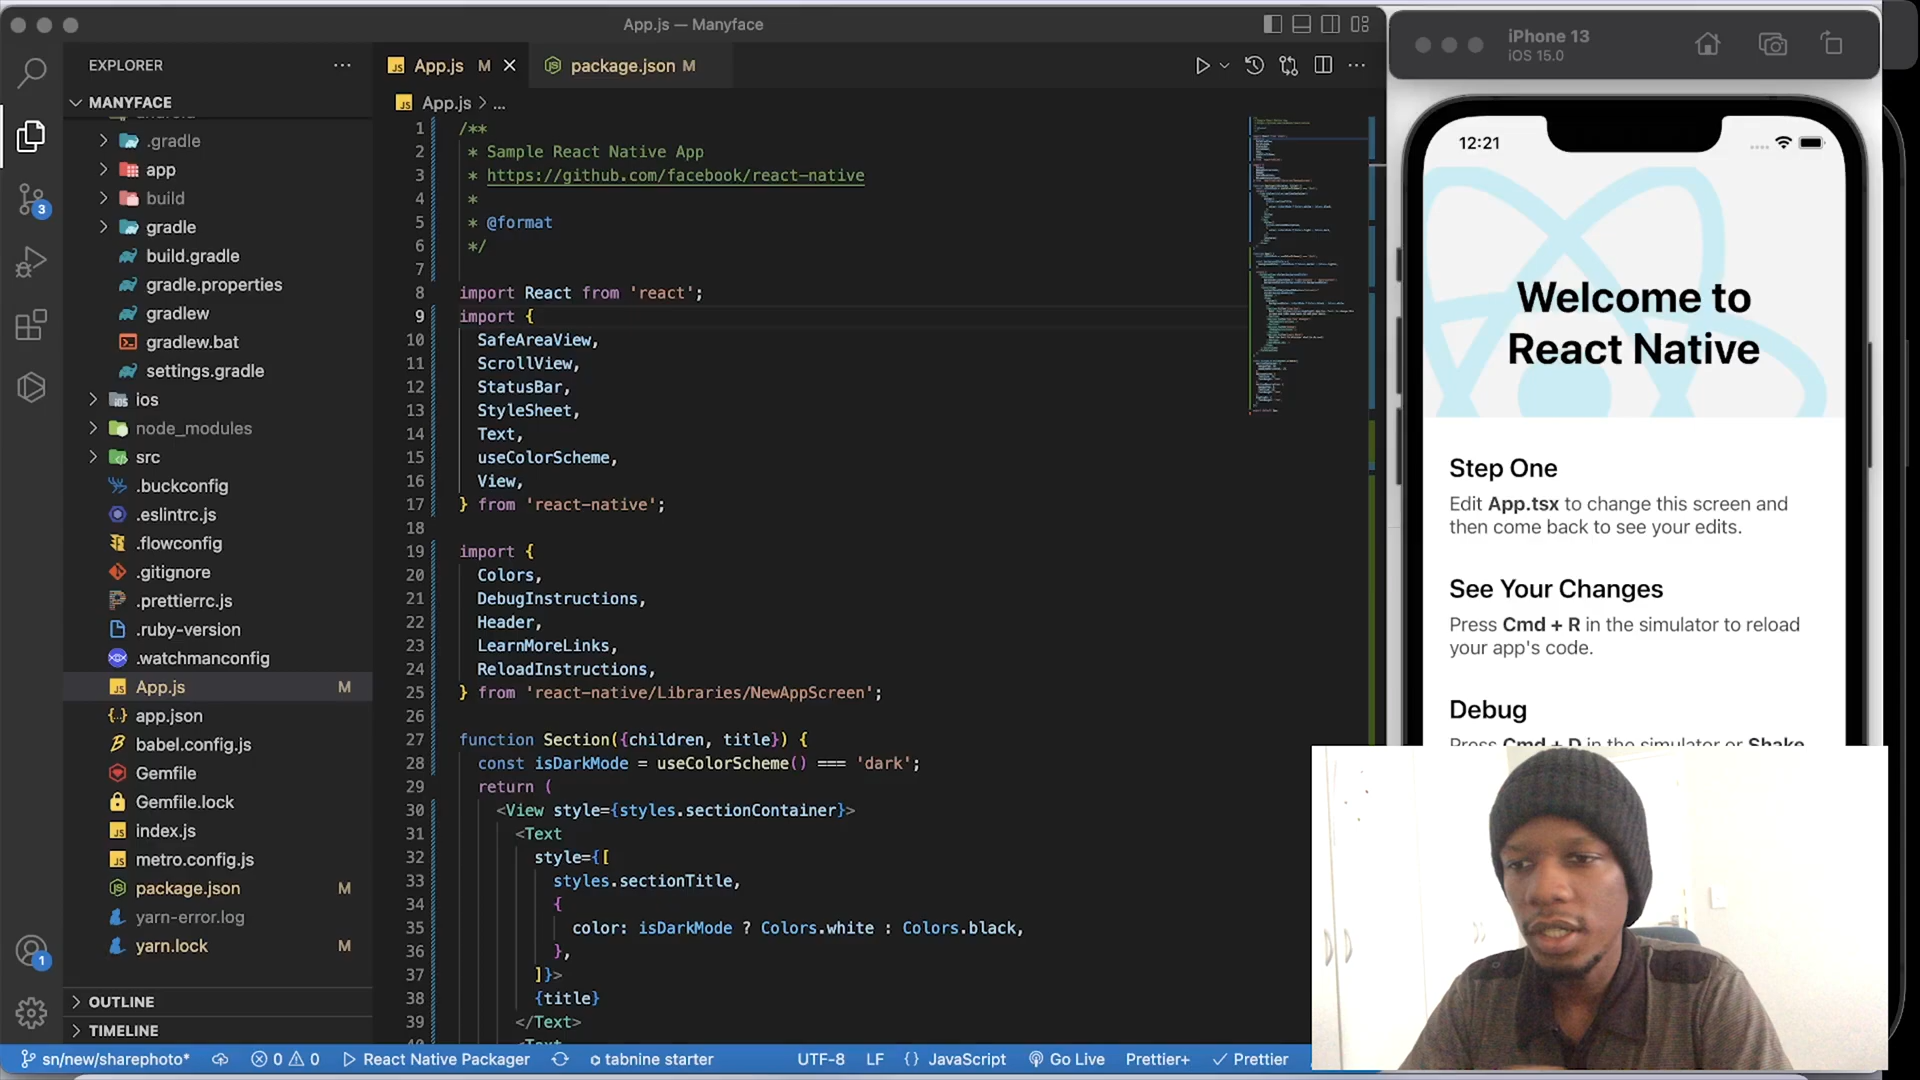 App.js — Manyface
EXPLORER
MANYFACE
.gradle
app
build
gradle
build.gradle
gradle.properties
gradlew
gradlew.bat
settings.gradle
ios
node_modules
src
.buckconfig
.eslintrc.js
.flowconfig
.gitignore
.prettierrc.js
.ruby-version
.watchmanconfig
App.js M
app.json
babel.config.js
Gemfile
Gemfile.lock
index.js
metro.config.js
package.json M
yarn-error.log
yarn.lock M
OUTLINE
TIMELINE
3
1
App.js M
package.json M
App.js > ...
1 /**
2 * Sample React Native App
3 * https://github.com/facebook/react-native
4 *
5 * @format
6 */
7
8 import React from 'react';
9 import {
10 SafeAreaView,
11 ScrollView,
12 StatusBar,
13 StyleSheet,
14 Text,
15 useColorScheme,
16 View,
17 } from 'react-native';
18
19 import {
20 Colors,
21 DebugInstructions,
22 Header,
23 LearnMoreLinks,
24 ReloadInstructions,
25 } from 'react-native/Libraries/NewAppScreen';
26
27 function Section({children, title}) {
28 const isDarkMode = useColorScheme() === 'dark';
29 return (
30 <View style={styles.sectionContainer}>
31 <Text
32 style={[
33 styles.sectionTitle,
34 {
35 color: isDarkMode ? Colors.white : Colors.black,
36 },
37 ]}>
38 {title}
39 </Text>
sn/new/sharephoto*
0
0
React Native Packager
tabnine starter
UTF-8
LF
{} JavaScript
Go Live
Prettier+
Prettier
iPhone 13
iOS 15.0
12:21
Welcome to
React Native
Step One
Edit App.tsx to change this screen and
then come back to see your edits.
See Your Changes
Press Cmd + R in the simulator to reload
your app's code.
Debug
Press Cmd + D in the simulator or Shake